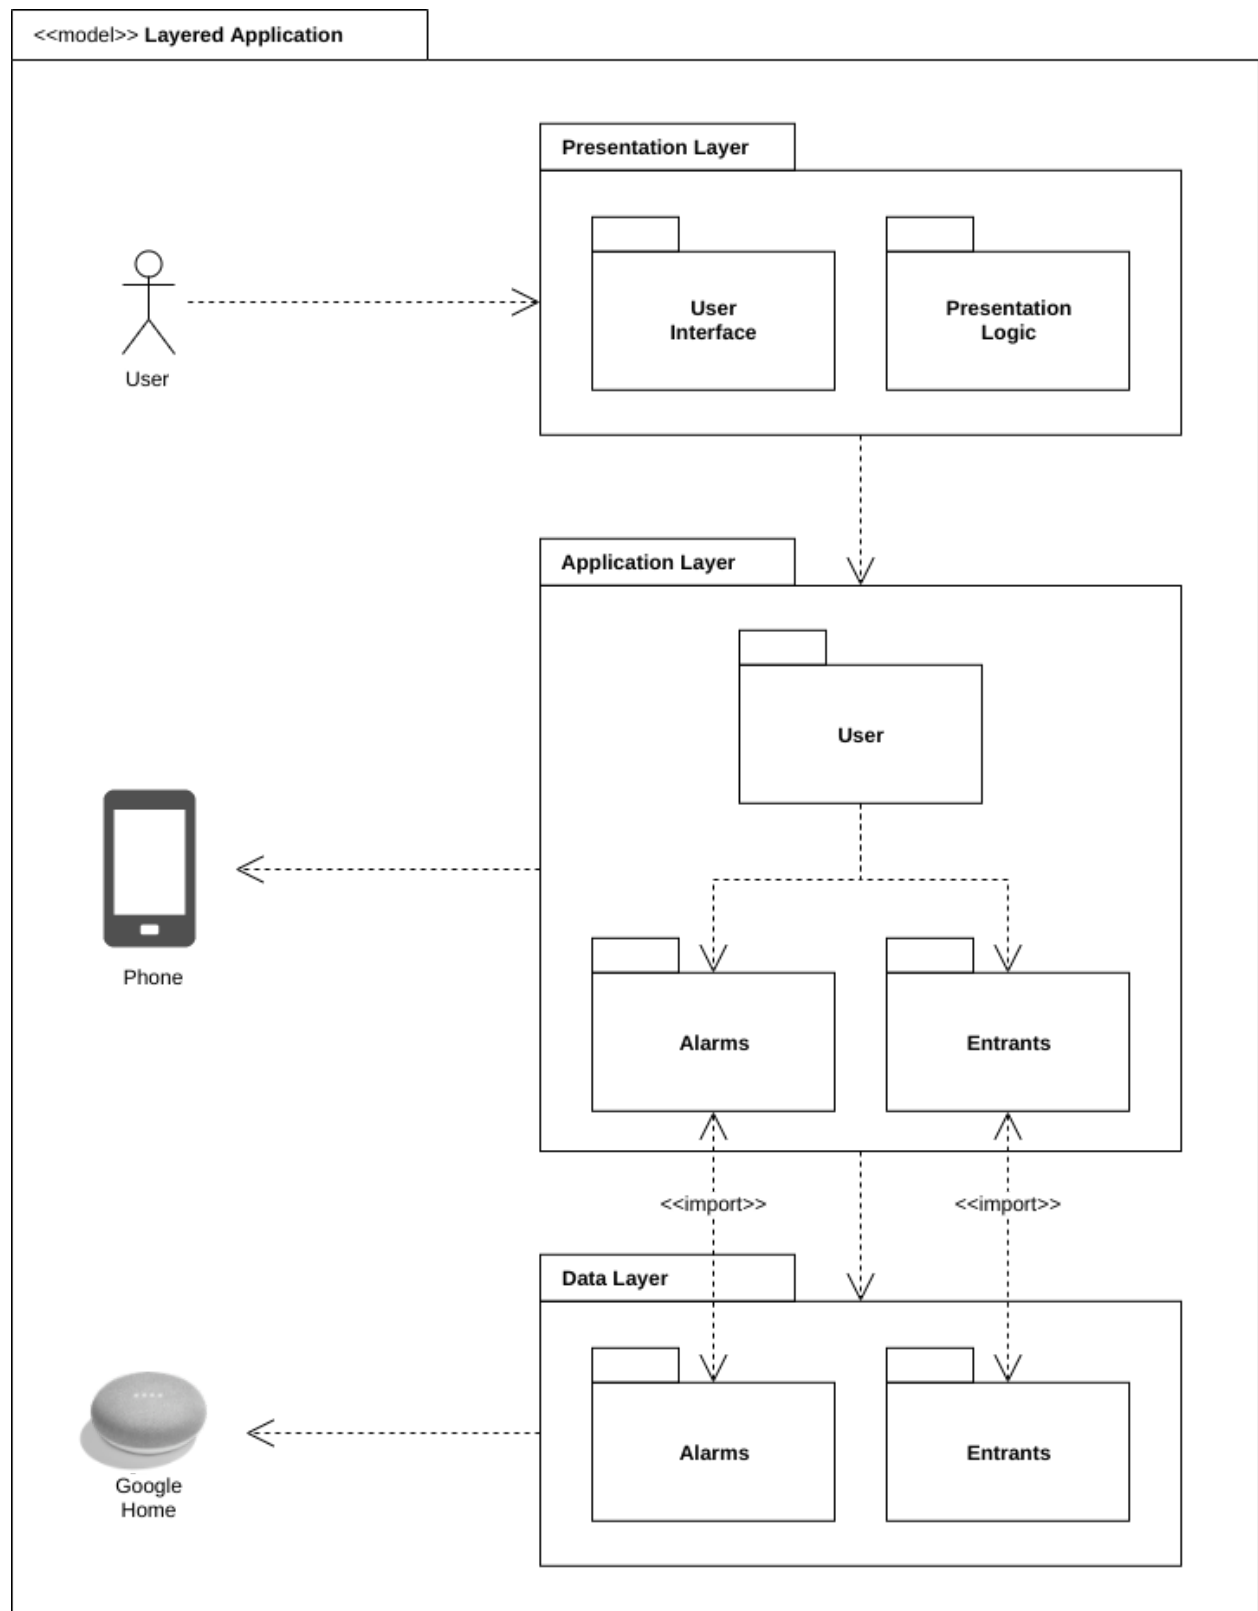 <<model>> Layered Application
Presentation Layer
User
Interface
Presentation
Logic
User
Application Layer
User
Phone
Alarms
Entrants
<<import>>
<<import>>
Data Layer
Alarms
Entrants
Google
Home